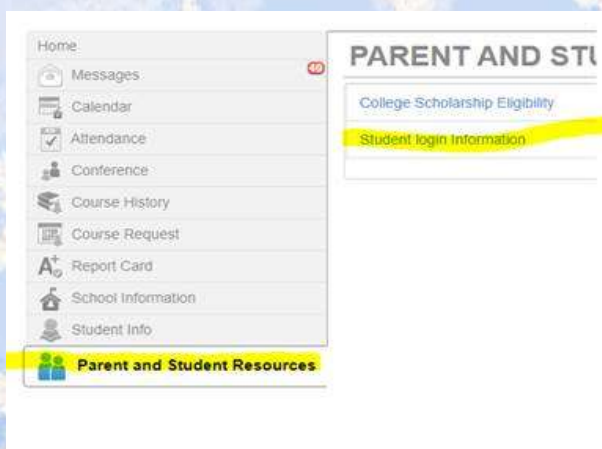 Home
Messages
40
Calendar
Attendance
Conference
Course History
Course Request
Report Card
School Information
Student Info
Parent and Student Resources
PARENT AND STU
College Scholarship Eligibility
Student login Information